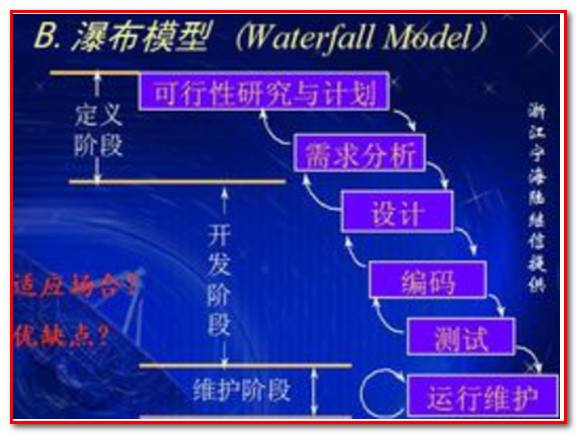 B. 瀑布模型 (Waterfall Model)
可行性研究与计划
定义
阶段
需求分析
设计
开发阶段
编码
测试
适应场合?
优缺点?
维护阶段
运行维护
浙江宁海陆继信提供